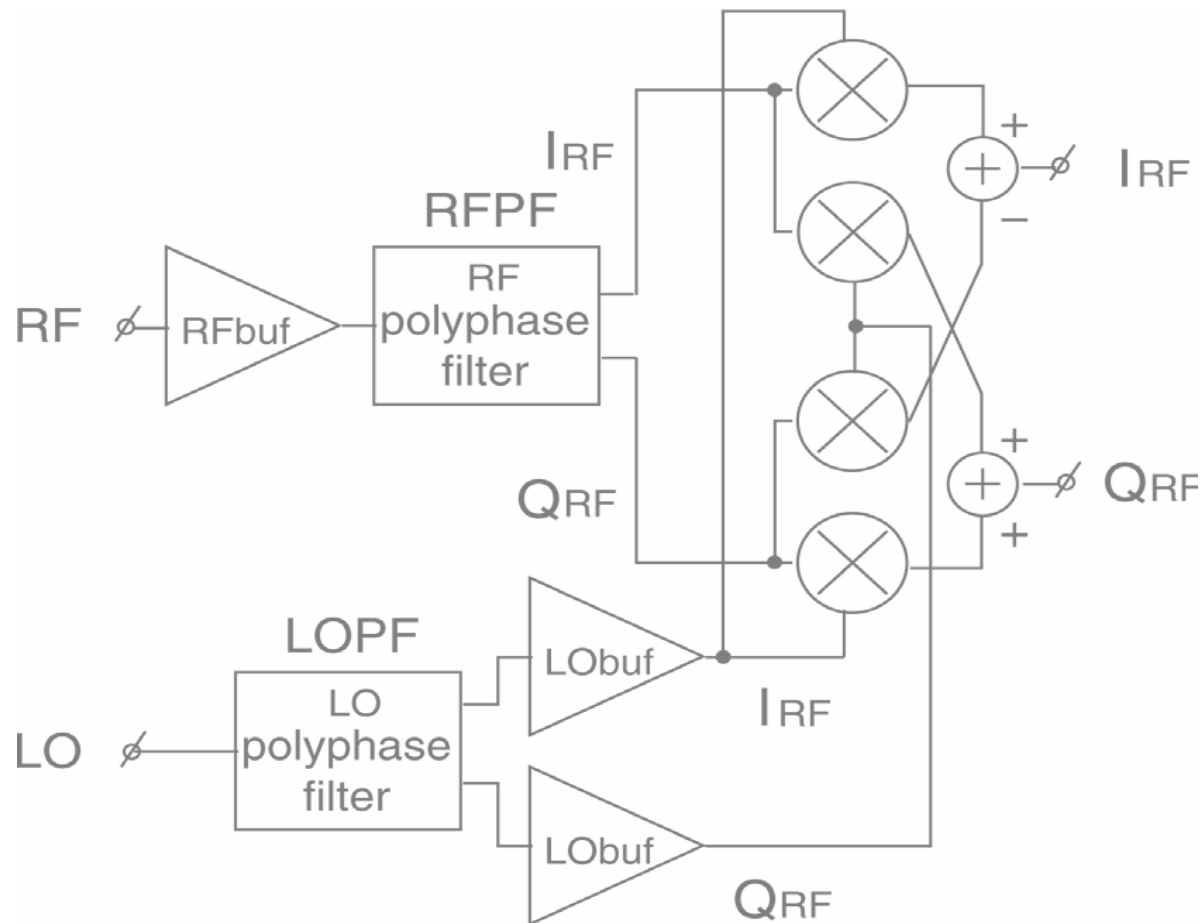 +
IRF
+
IRF
−
RFPF
RF
polyphase
filter
RF
RFbuf
+
QRF
+
QRF
+
LOPF
LObuf
IRF
LO
polyphase
filter
LO
LObuf
QRF